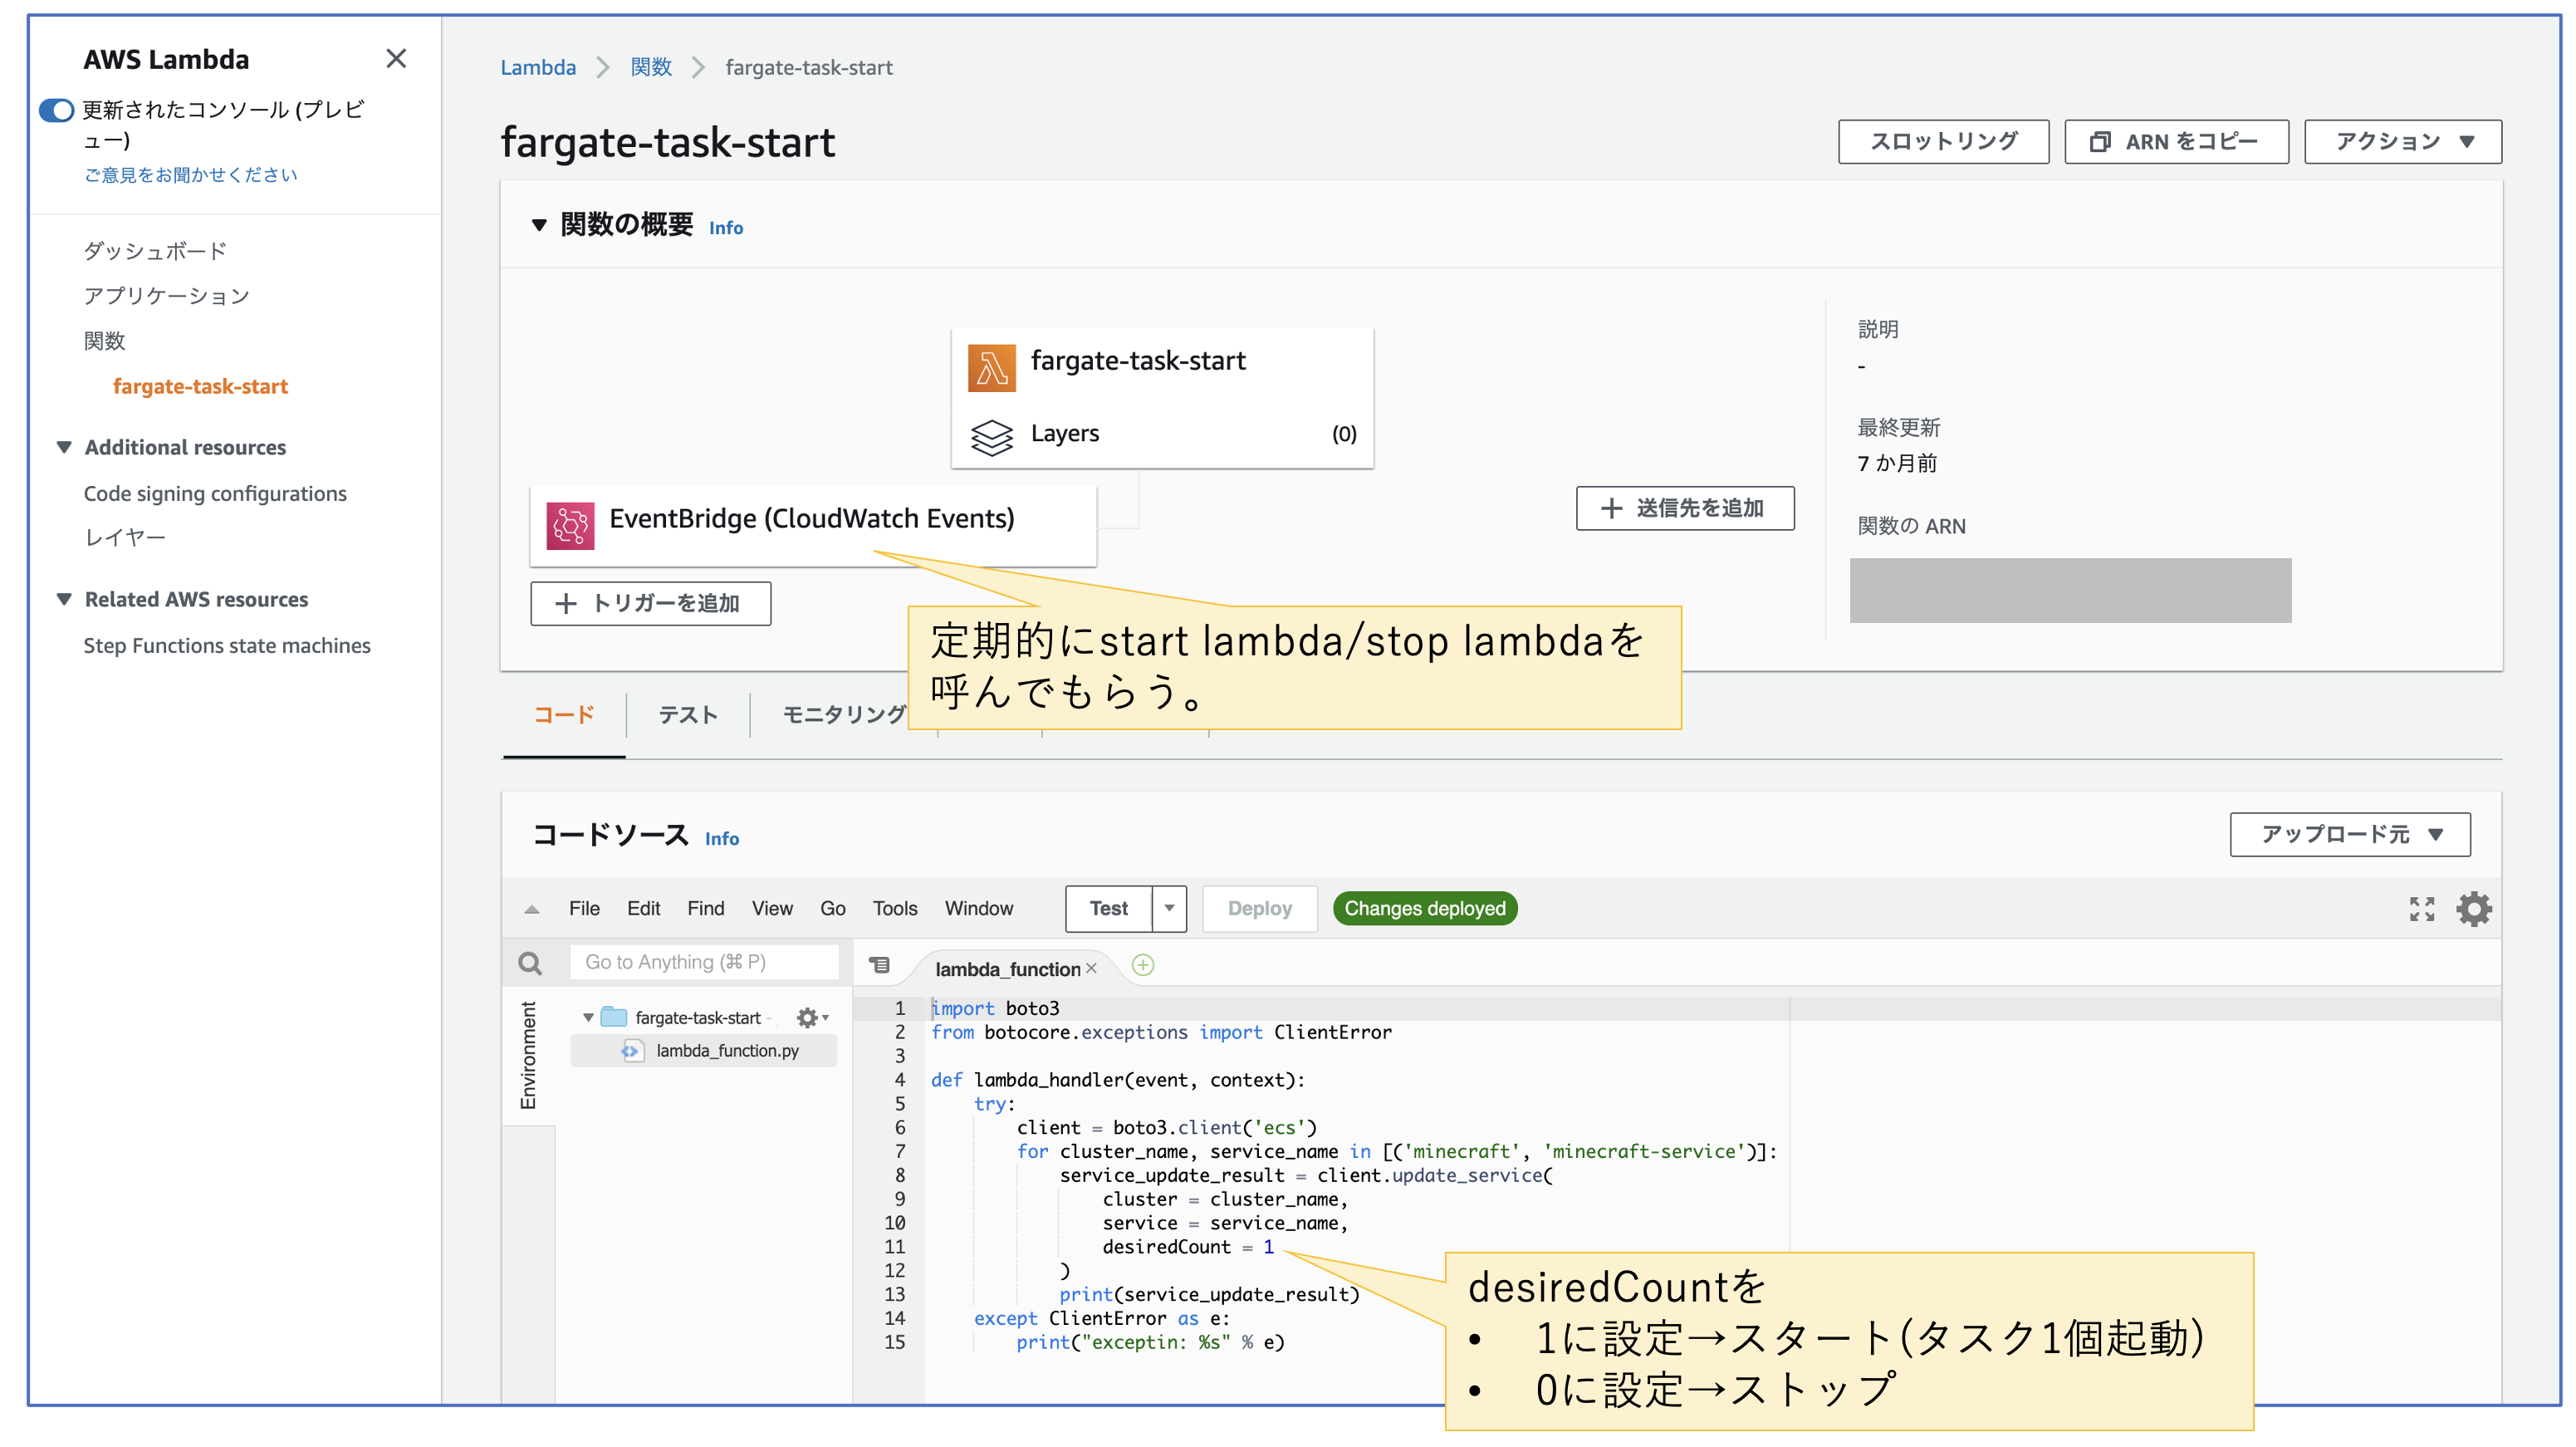 AWS Lambda
更新されたコンソール (プレビ
ュー)
ご意見をお聞かせください
ダッシュボード
アプリケーション
関数
fargate-task-start
Additional resources
Code signing configurations
レイヤー
Related AWS resources
Step Functions state machines
Lambda 関数 fargate-task-start
fargate-task-start
スロットリング ARN をコピー アクション
関数の概要 Info
fargate-task-start
Layers (0)
EventBridge (CloudWatch Events)
トリガーを追加
送信先を追加
説明
-
最終更新
7 か月前
関数の ARN
定期的にstart lambda/stop lambdaを
呼んでもらう。
コード テスト モニタリング
コードソース Info
アップロード元
File Edit Find View Go Tools Window Test Deploy Changes deployed
Go to Anything (⌘ P)
Environment
fargate-task-start -
lambda_function.py
lambda_function ×
1 import boto3
2 from botocore.exceptions import ClientError
3
4 def lambda_handler(event, context):
5 try:
6 client = boto3.client('ecs')
7 for cluster_name, service_name in [('minecraft', 'minecraft-service')]:
8 service_update_result = client.update_service(
9 cluster = cluster_name,
10 service = service_name,
11 desiredCount = 1
12 )
13 print(service_update_result)
14 except ClientError as e:
15 print("exceptin: %s" % e)
desiredCountを
• 1に設定→スタート(タスク1個起動)
• 0に設定→ストップ